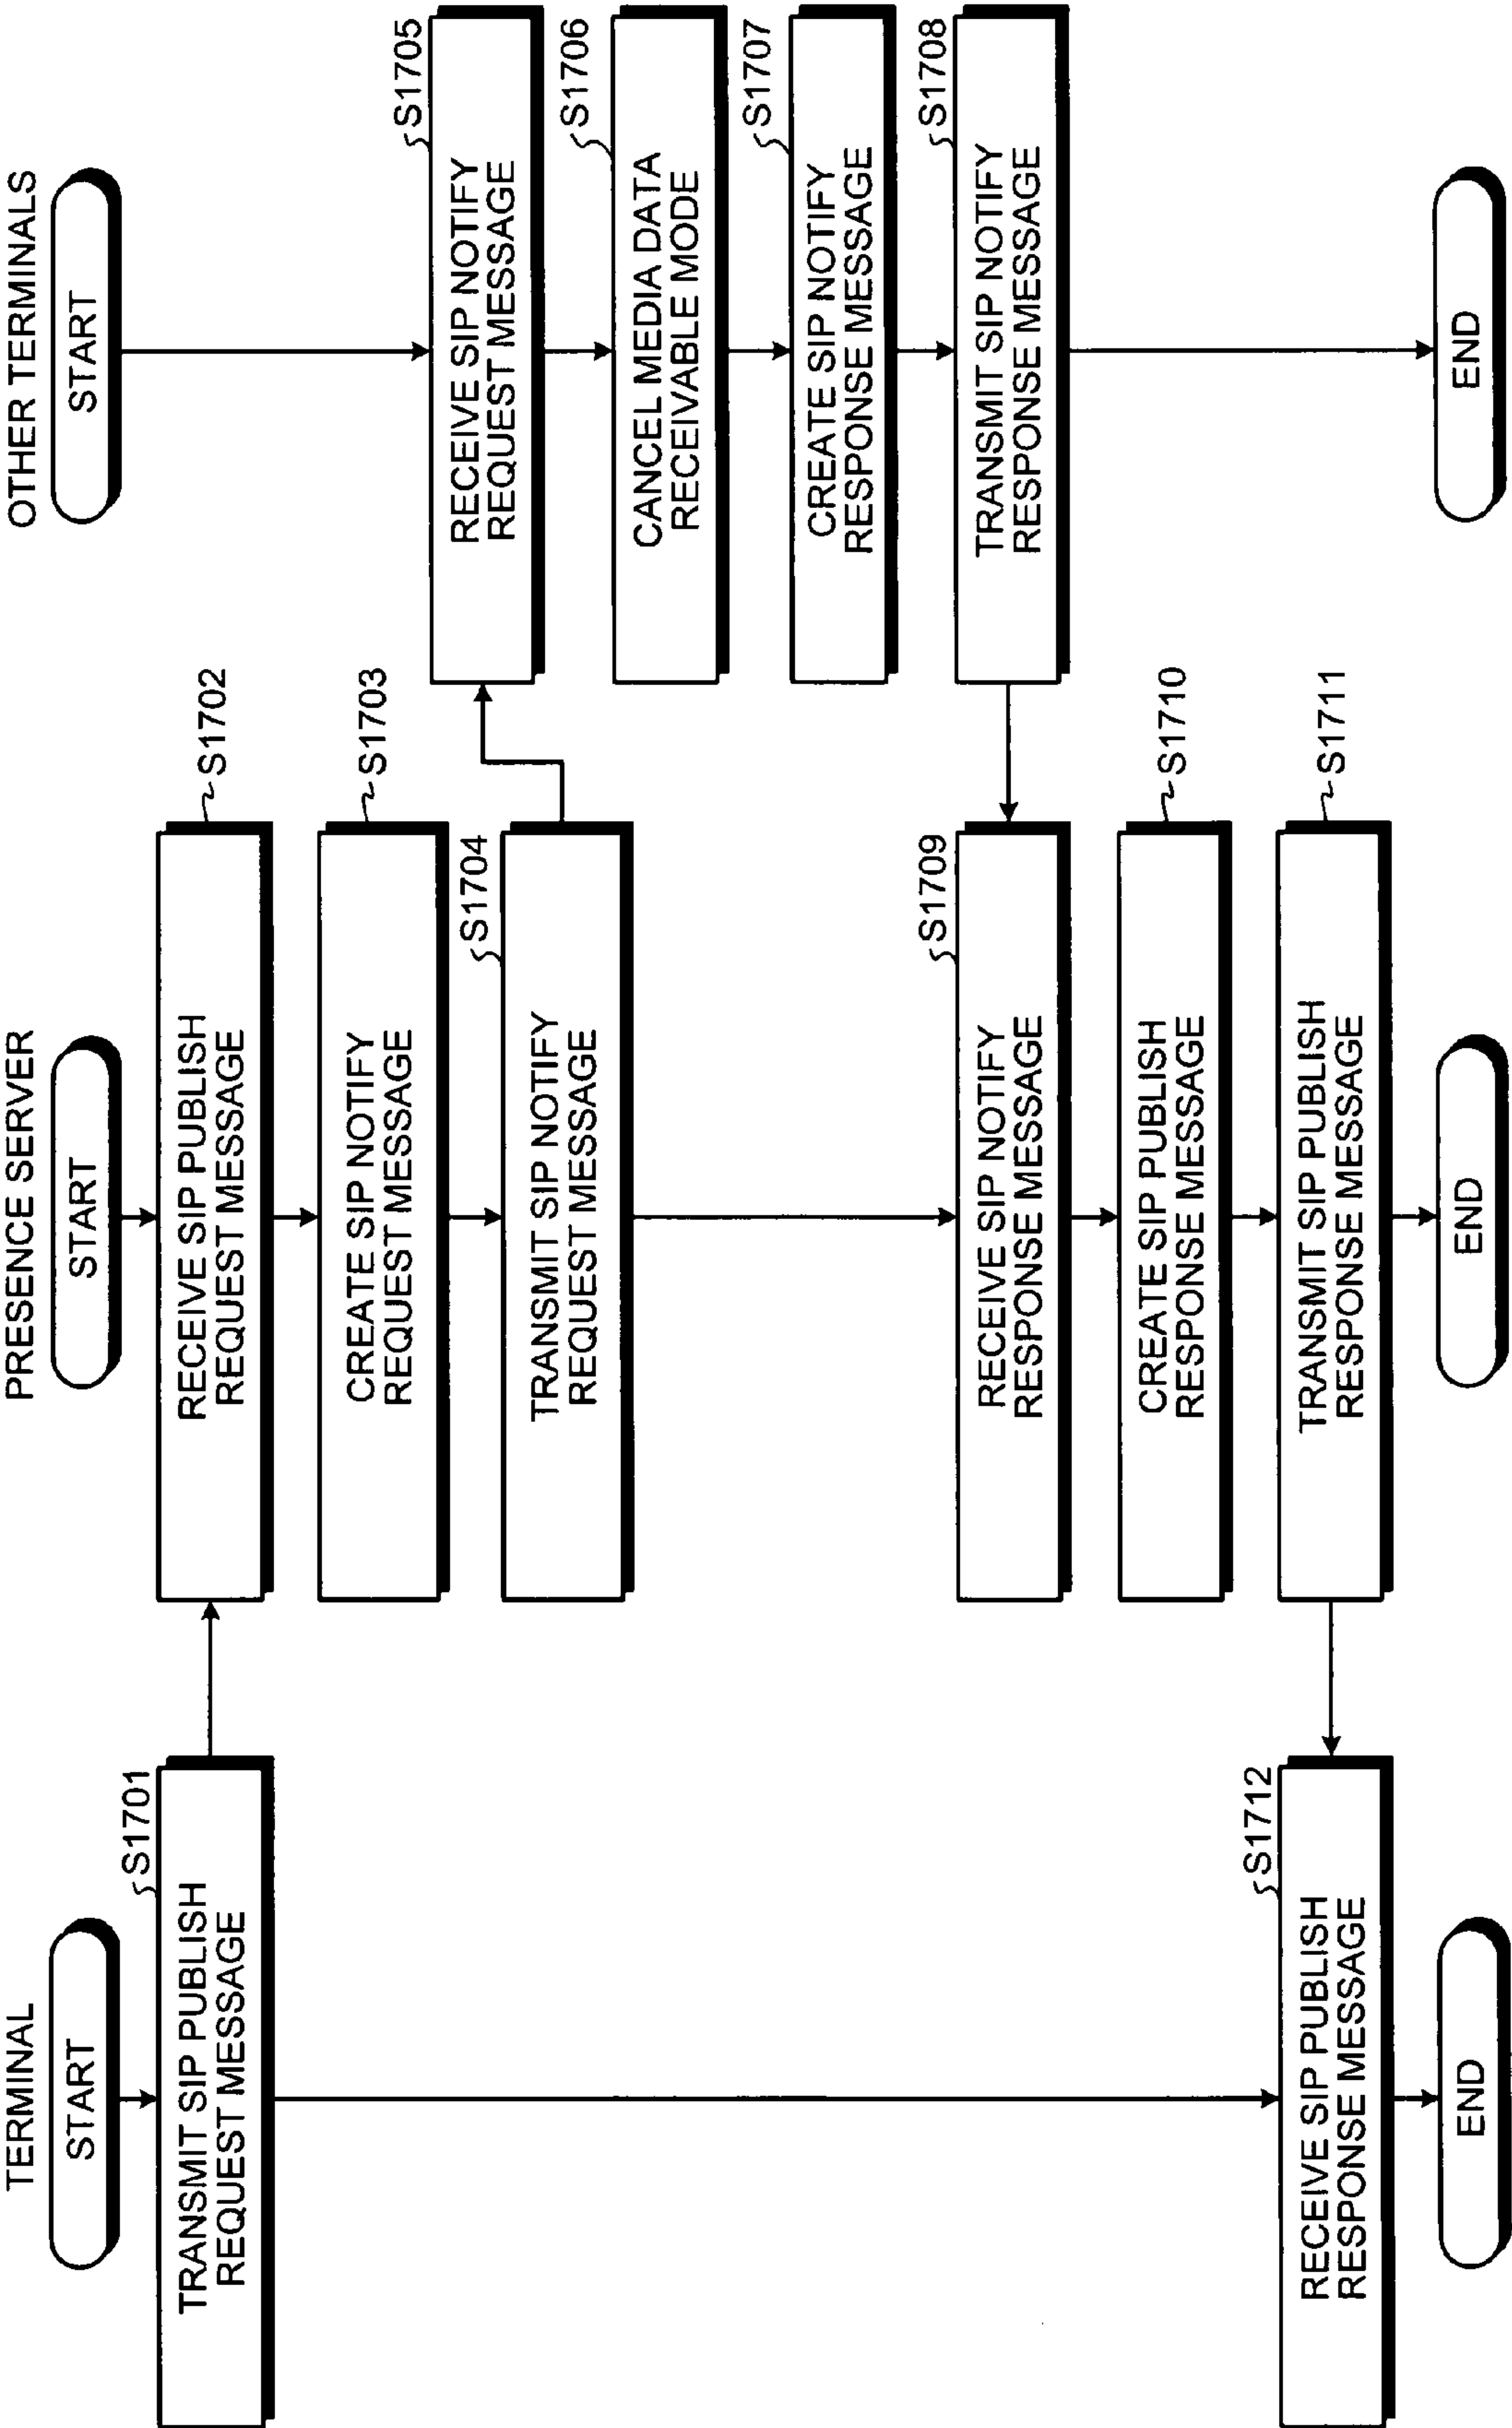 TERMINAL
START
S1701
TRANSMIT SIP PUBLISH
REQUEST MESSAGE
S1712
RECEIVE SIP PUBLISH
RESPONSE MESSAGE
END
PRESENCE SERVER
START
S1702
RECEIVE SIP PUBLISH
REQUEST MESSAGE
S1703
CREATE SIP NOTIFY
REQUEST MESSAGE
S1704
TRANSMIT SIP NOTIFY
REQUEST MESSAGE
S1709
RECEIVE SIP NOTIFY
RESPONSE MESSAGE
S1710
CREATE SIP PUBLISH
RESPONSE MESSAGE
S1711
TRANSMIT SIP PUBLISH
RESPONSE MESSAGE
END
OTHER TERMINALS
START
S1705
RECEIVE SIP NOTIFY
REQUEST MESSAGE
S1706
CANCEL MEDIA DATA
RECEIVABLE MODE
S1707
CREATE SIP NOTIFY
RESPONSE MESSAGE
S1708
TRANSMIT SIP NOTIFY
RESPONSE MESSAGE
END